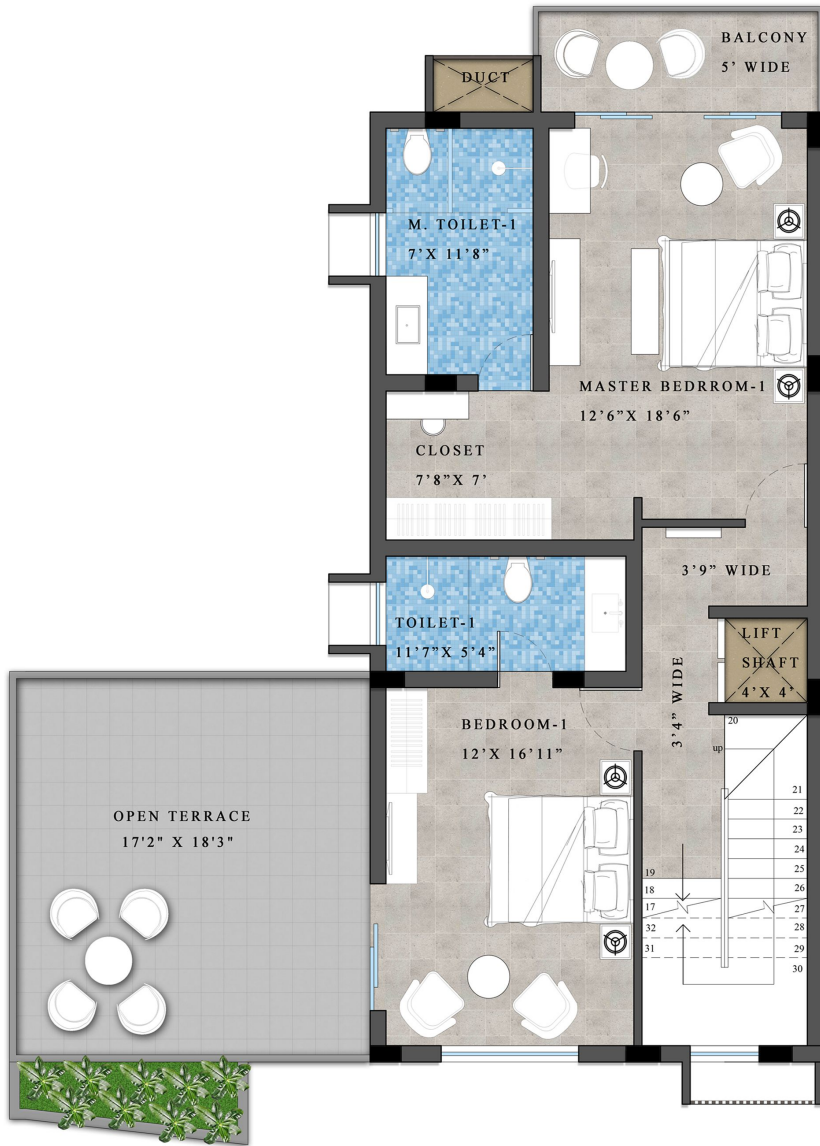 BALCONY
5' WIDE
DUCT
M. TOILET-1
7'X 11'8”
MASTER BEDRROM-1
12'6”X 18'6”
CLOSET
7'8”X 7'
3'9” WIDE
TOILET-1
11'7”X 5'4”
LIFT
SHAFT
4'X 4'
3'4” WIDE
BEDROOM-1
12'X 16'11”
OPEN TERRACE
17'2" X 18'3"
20
up
21
22
23
24
25
26
27
28
29
30
19
18
17
32
31